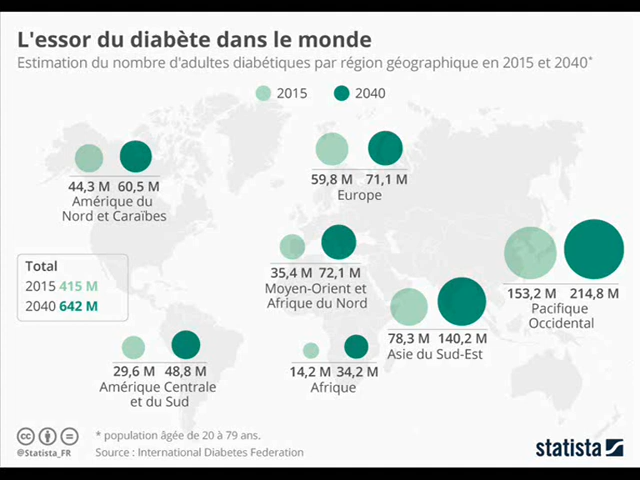 L'essor du diabète dans le monde
Estimation du nombre d'adultes diabétiques par région géographique en 2015 et 2040*
2015 2040
44,3 M 60,5 M
Amérique du
Nord et Caraïbes
59,8 M 71,1 M
Europe
35,4 M 72,1 M
Moyen-Orient et
Afrique du Nord
153,2 M 214,8 M
Pacifique
Occidental
Total
2015 415 M
2040 642 M
78,3 M 140,2 M
Asie du Sud-Est
29,6 M 48,8 M
Amérique Centrale
et du Sud
14,2 M 34,2 M
Afrique
* population âgée de 20 à 79 ans.
@Statista_FR
Source : International Diabetes Federation
statista